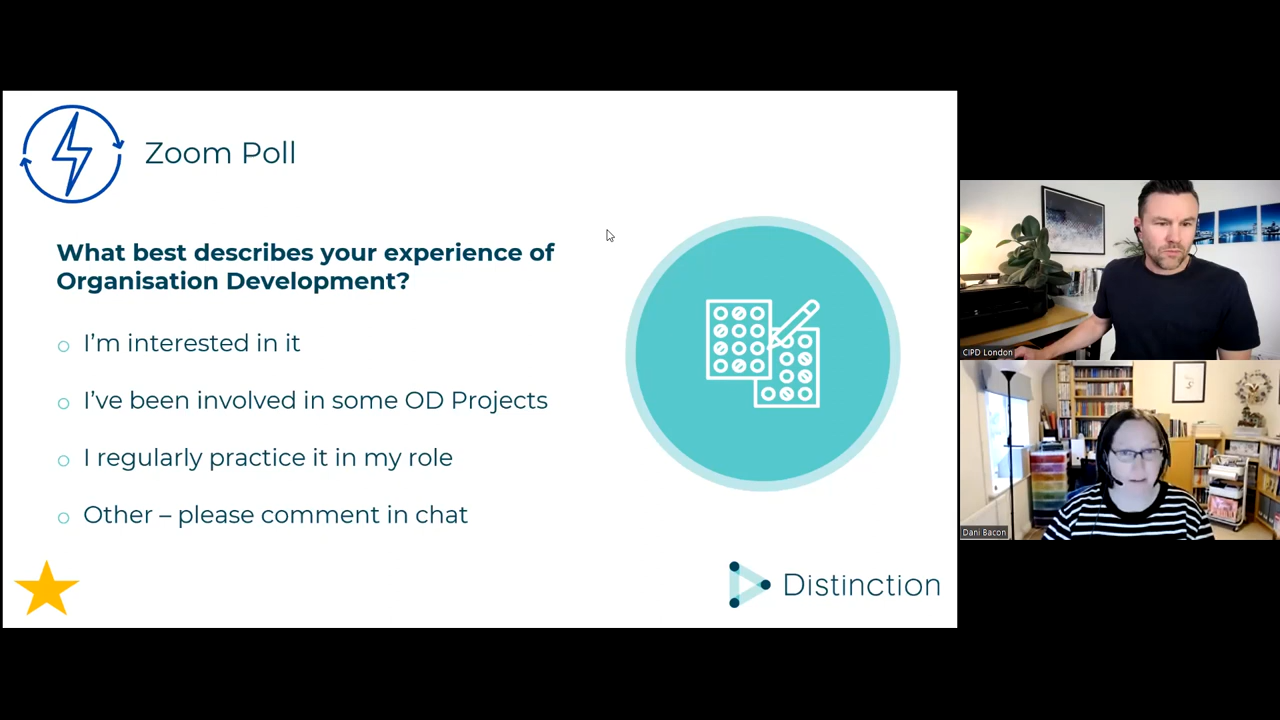 Zoom Poll
What best describes your experience of
Organisation Development?
I’m interested in it
I’ve been involved in some OD Projects
I regularly practice it in my role
Other – please comment in chat
Distinction
CIPD London
Dani Bacon